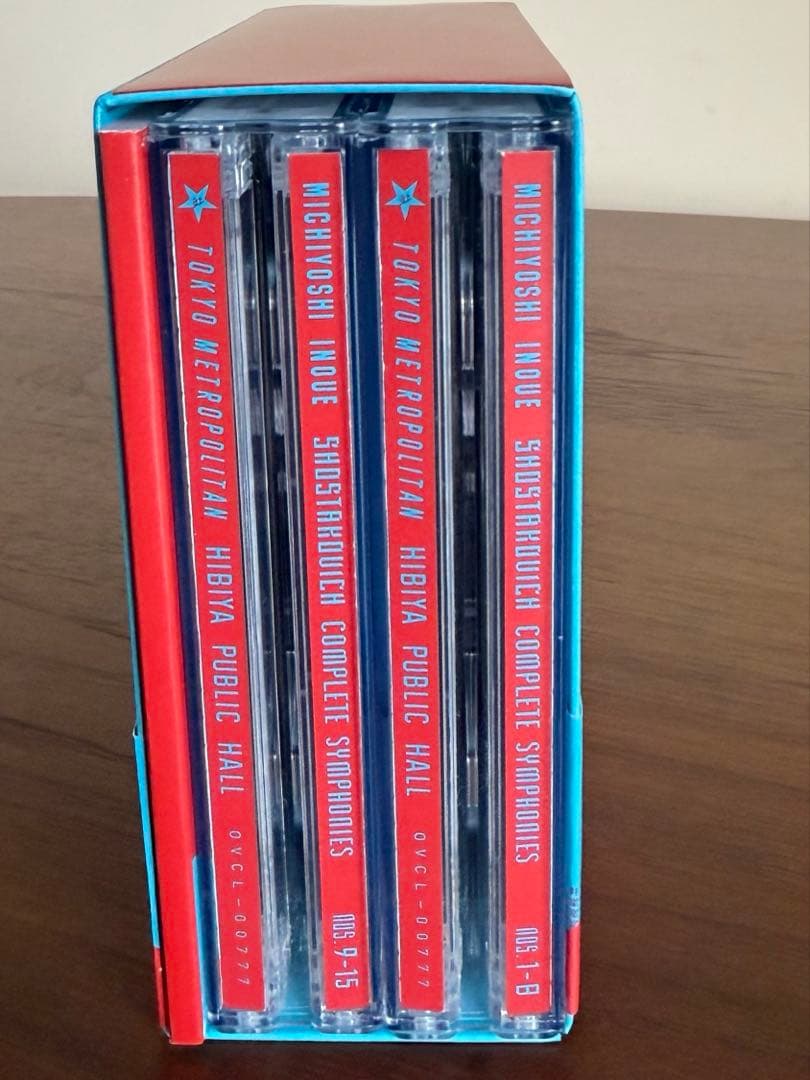 TOKYO METROPOLITAN HIBIYA PUBLIC HALL OVCL-00777
MICHIYOSHI INOUE SHOSTAKOVICH COMPLETE SYMPHONIES NOS. 9-15
TOKYO METROPOLITAN HIBIYA PUBLIC HALL OVCL-00777
MICHIYOSHI INOUE SHOSTAKOVICH COMPLETE SYMPHONIES NOS. 1-8